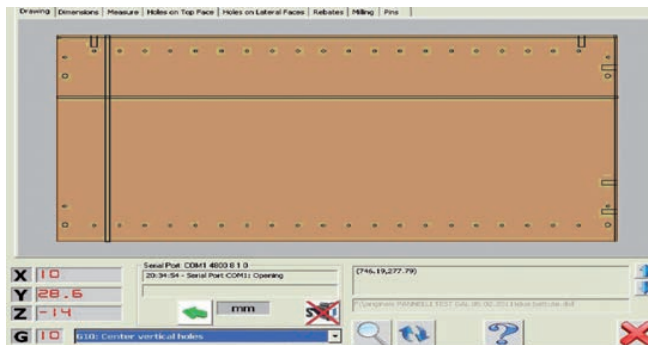 Drawing Dimensions Measure Holes on Top Face Holes on Lateral Faces Rebates Milling Pins
X 10
Y 28.6
Z -14
G 10 G10: Center vertical holes
Serial Port: COM1 4800 8 1 0
20:34:54 - Serial Port COM1: Opening
mm
(746.19,277.79)